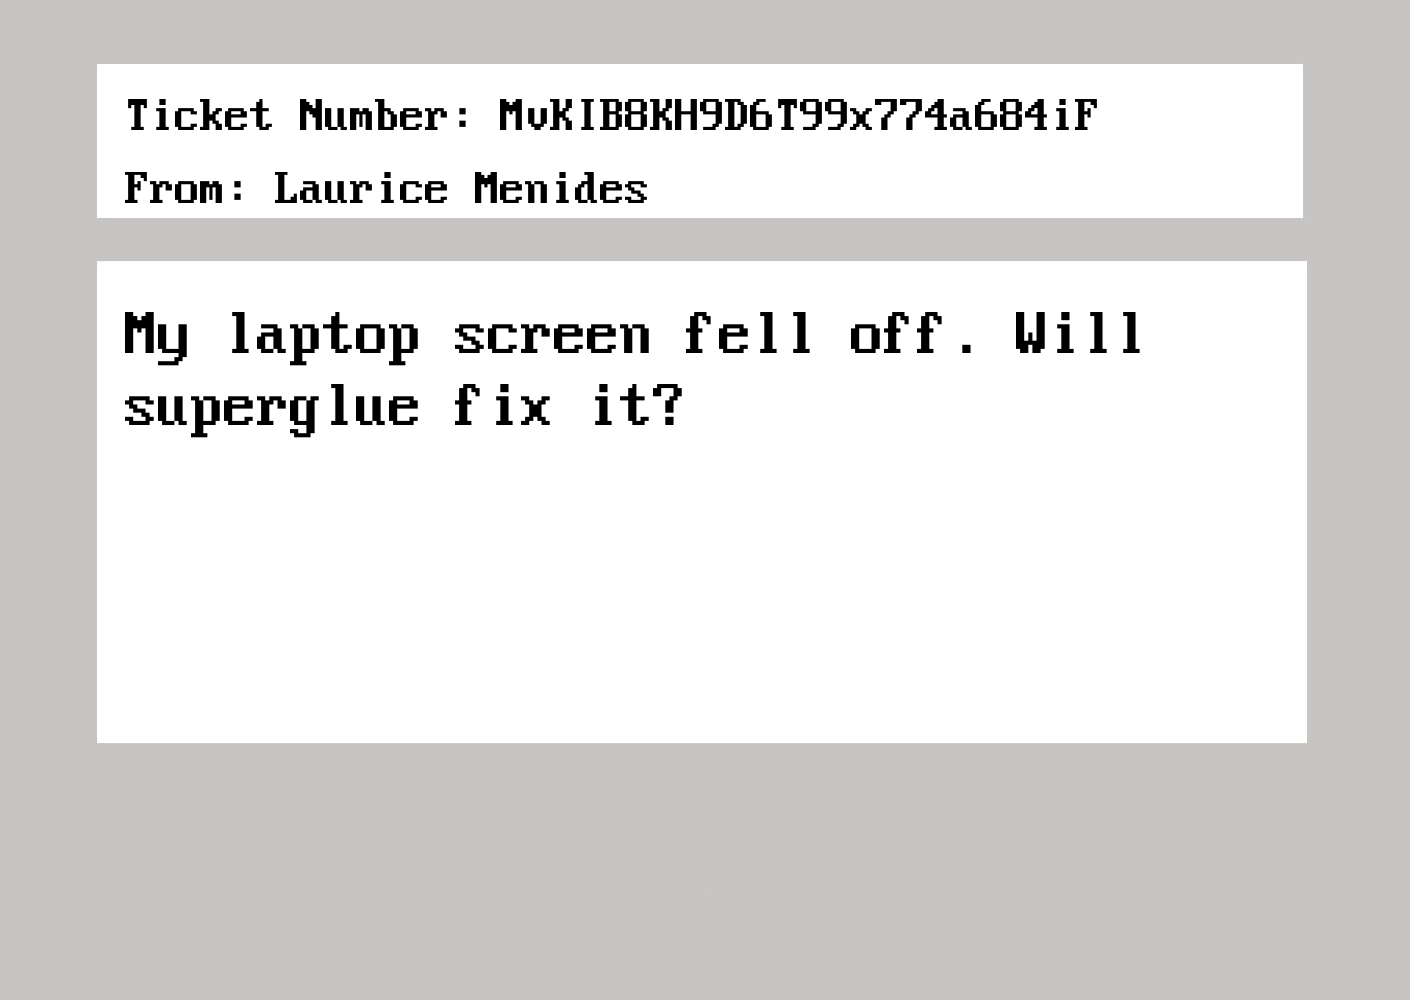 Ticket Number: MvKIB8KH9D6T99x774a684iF
From: Laurice Menides
My laptop screen fell off. Will
superglue fix it?